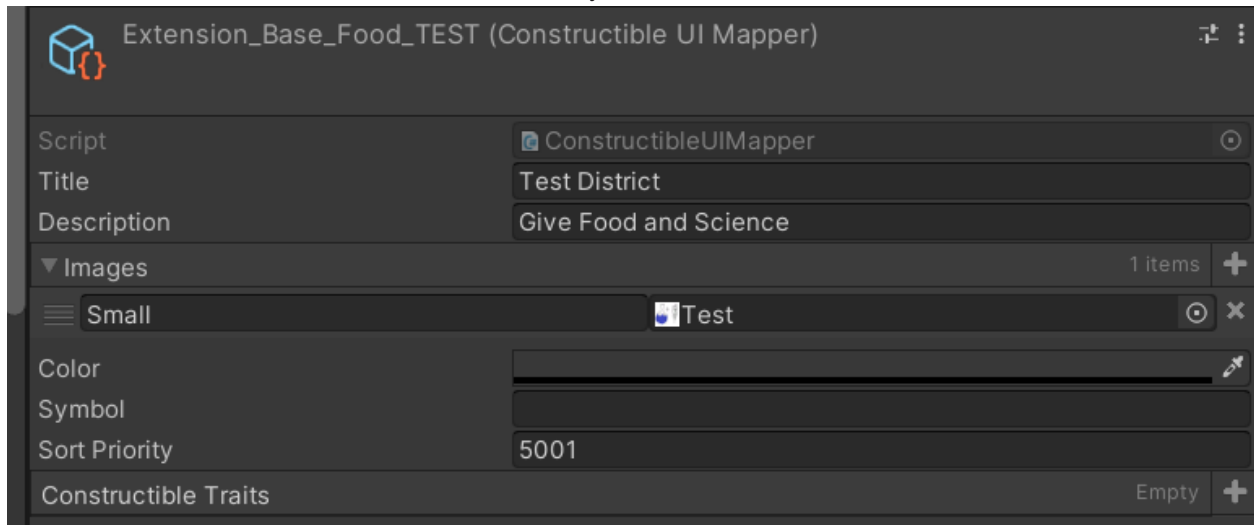 Extension_Base_Food_TEST (Constructible UI Mapper)
Script ConstructibleUIMapper
Title Test District
Description Give Food and Science
Images 1 items
Small Test
Color
Symbol
Sort Priority 5001
Constructible Traits Empty